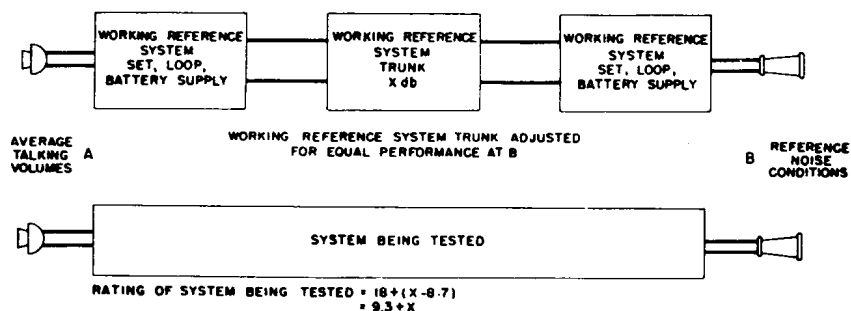 WORKING REFERENCE
SYSTEM
SET, LOOP,
BATTERY SUPPLY
WORKING REFERENCE
SYSTEM
TRUNK
X db
WORKING REFERENCE
SYSTEM
SET, LOOP,
BATTERY SUPPLY
AVERAGE
TALKING
VOLUMES
A
WORKING REFERENCE SYSTEM TRUNK ADJUSTED
FOR EQUAL PERFORMANCE AT B
B
REFERENCE
NOISE
CONDITIONS
SYSTEM BEING TESTED
RATING OF SYSTEM BEING TESTED = 18+(X-8.7)
= 9.3+X